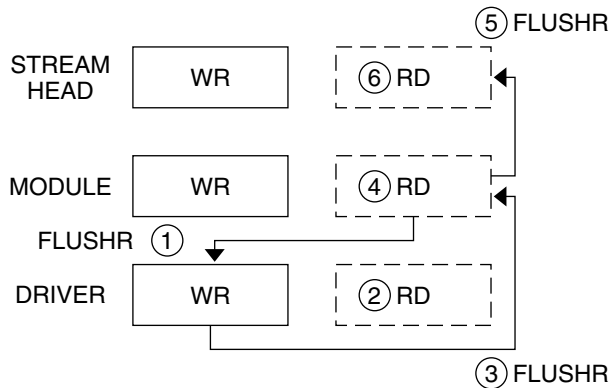 ⑤ FLUSHR
STREAM
HEAD
WR
⑥ RD
MODULE
WR
④ RD
FLUSHR ①
DRIVER
WR
② RD
③ FLUSHR